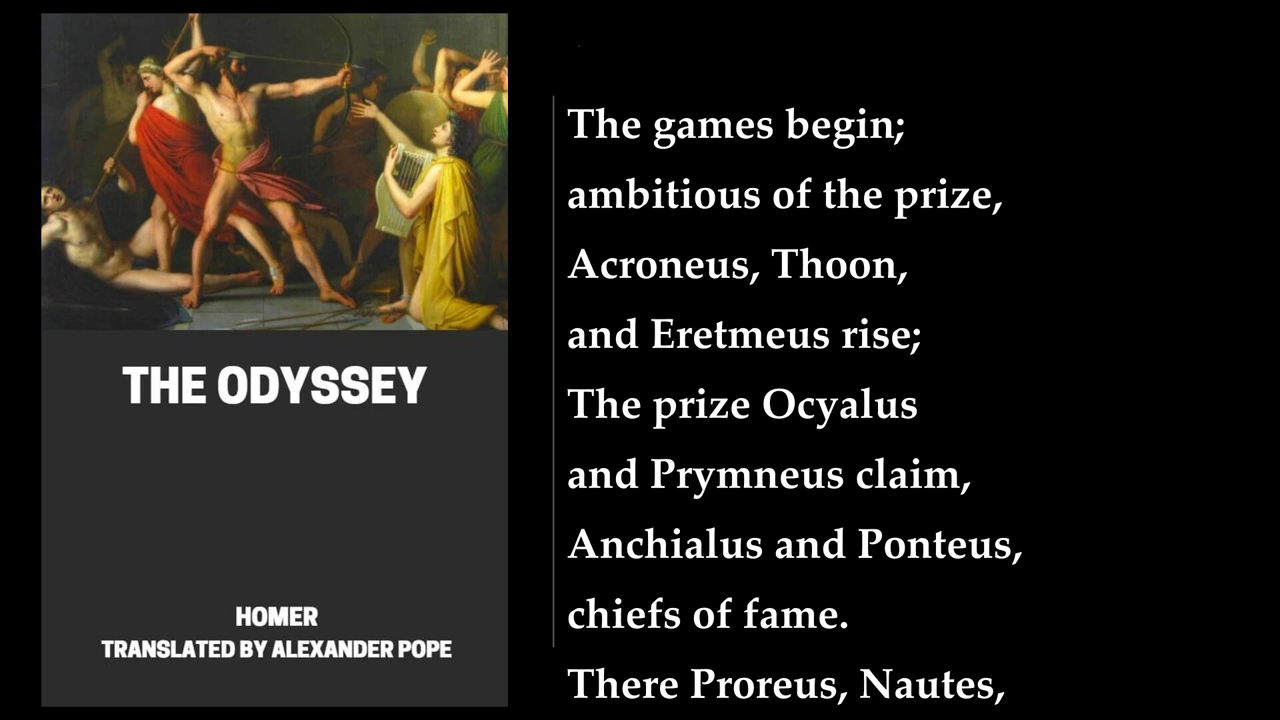 THE ODYSSEY
HOMER
TRANSLATED BY ALEXANDER POPE
The games begin;
ambitious of the prize,
Acroneus, Thoon,
and Eretmeus rise;
The prize Ocyalus
and Prymneus claim,
Anchialus and Ponteus,
chiefs of fame.
There Proreus, Nautes,